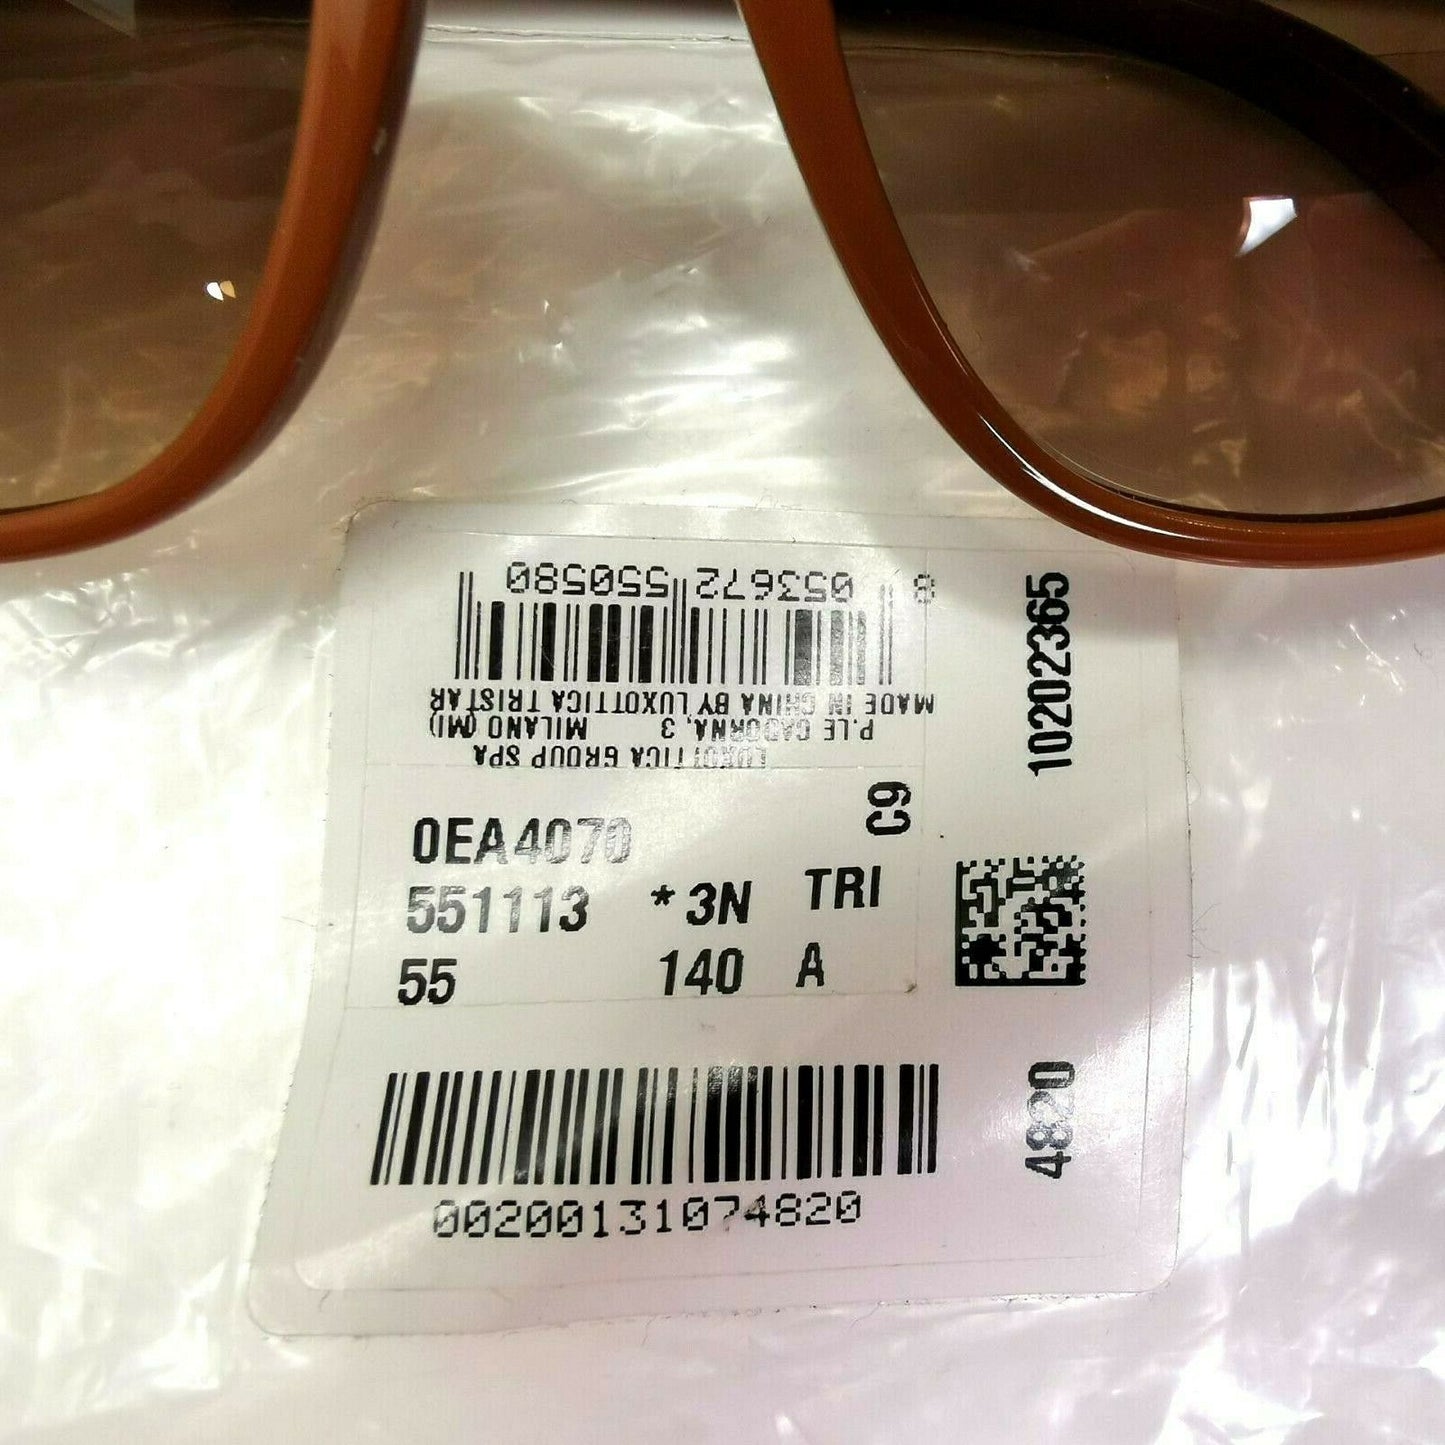 8 053672 550580
MADE IN CHINA BY LUXOTTICA TRISTAR
P.LE CADORNA, 3 MILANO (MI)
LUXOTTICA GROUP SPA
10202365
C9
0EA4070
551113 *3N TRI
55 140 A
4820
00200131074820